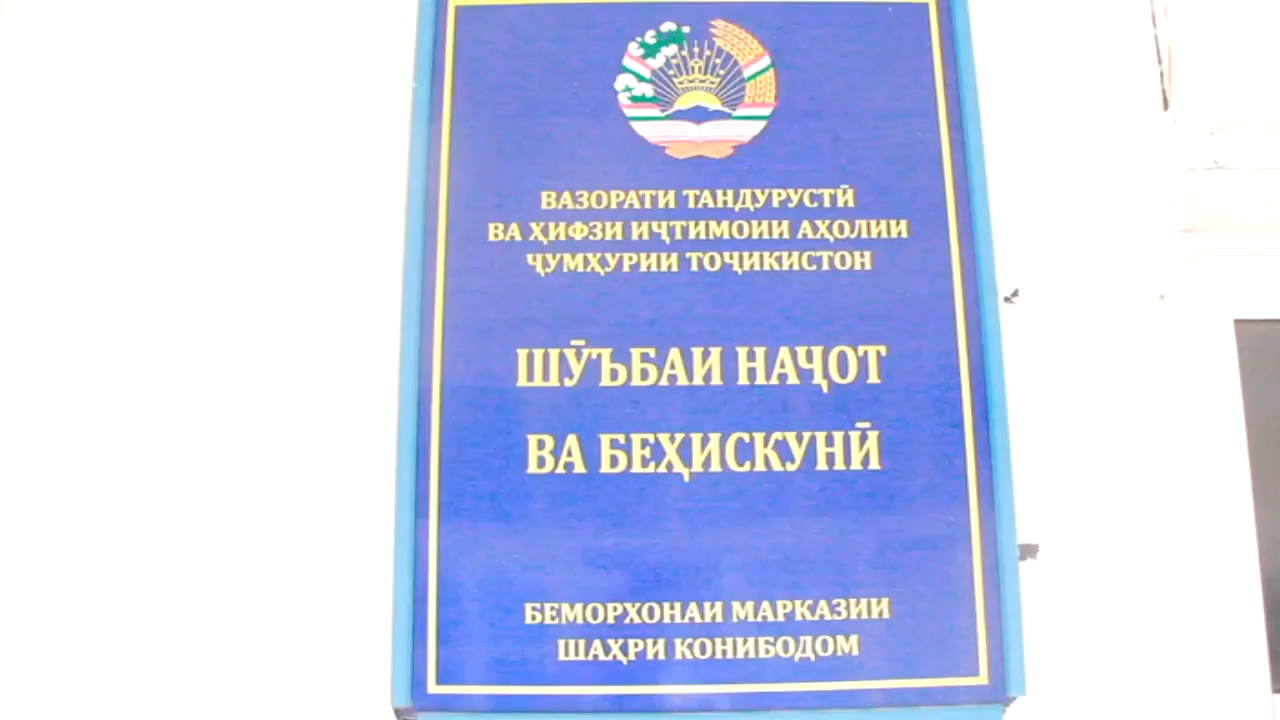 ВАЗОРАТИ ТАНДУРУСТӢ
ВА ҲИФЗИ ИҶТИМОИИ АҲОЛИИ
ҶУМҲУРИИ ТОҶИКИСТОН
ШӮЪБАИ НАҶОТ
ВА БЕҲИСКУНӢ
БЕМОРХОНАИ МАРКАЗИИ
ШАҲРИ КОНИБОДОМ